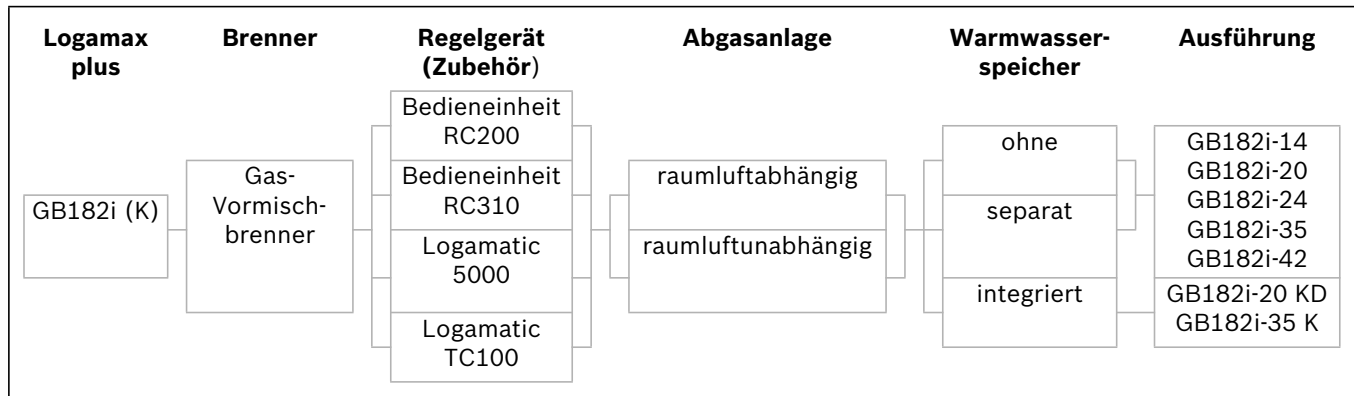 Logamax
plus
Brenner
Regelgerät
(Zubehör)
Abgasanlage
Warmwasser-
speicher
Ausführung
GB182i (K)
Gas-
Vormisch-
brenner
Bedieneinheit
RC200
Bedieneinheit
RC310
Logamatic
5000
Logamatic
TC100
raumluftabhängig
raumluftunabhängig
ohne
separat
integriert
GB182i-14
GB182i-20
GB182i-24
GB182i-35
GB182i-42
GB182i-20 KD
GB182i-35 K